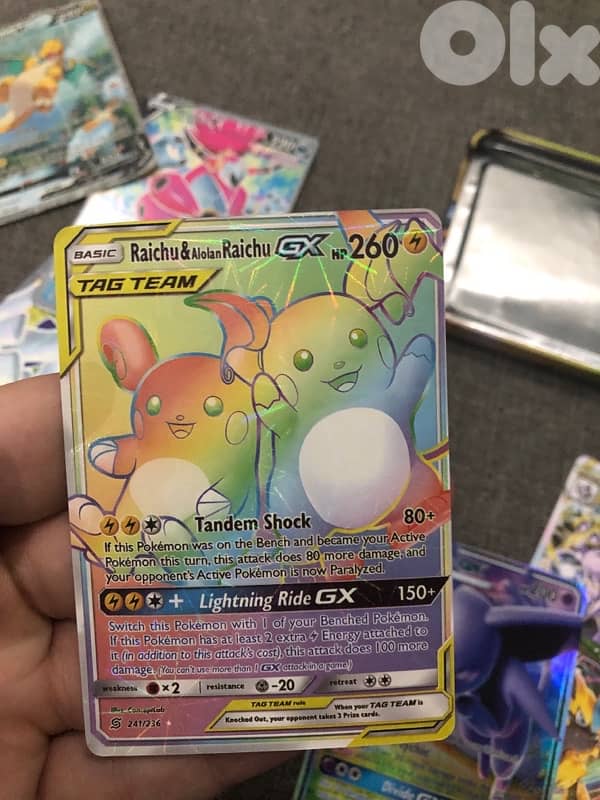 Olx
BASIC Raichu & Alolan Raichu GX HP 260
TAG TEAM
Tandem Shock 80+
If this Pokémon was on the Bench and became your Active
Pokémon this turn, this attack does 80 more damage, and
your opponent's Active Pokémon is now Paralyzed.
+ Lightning Ride GX 150+
Switch this Pokémon with 1 of your Benched Pokémon.
If this Pokémon has at least 2 extra Energy attached to
it (in addition to this attack's cost), this attack does 100 more
damage. (You can't use more than 1 GX attack in a game.)
weakness ×2 resistance -20 retreat
TAG TEAM rule When your TAG TEAM is
Knocked Out, your opponent takes 3 Prize cards.
241/236
Divide GX